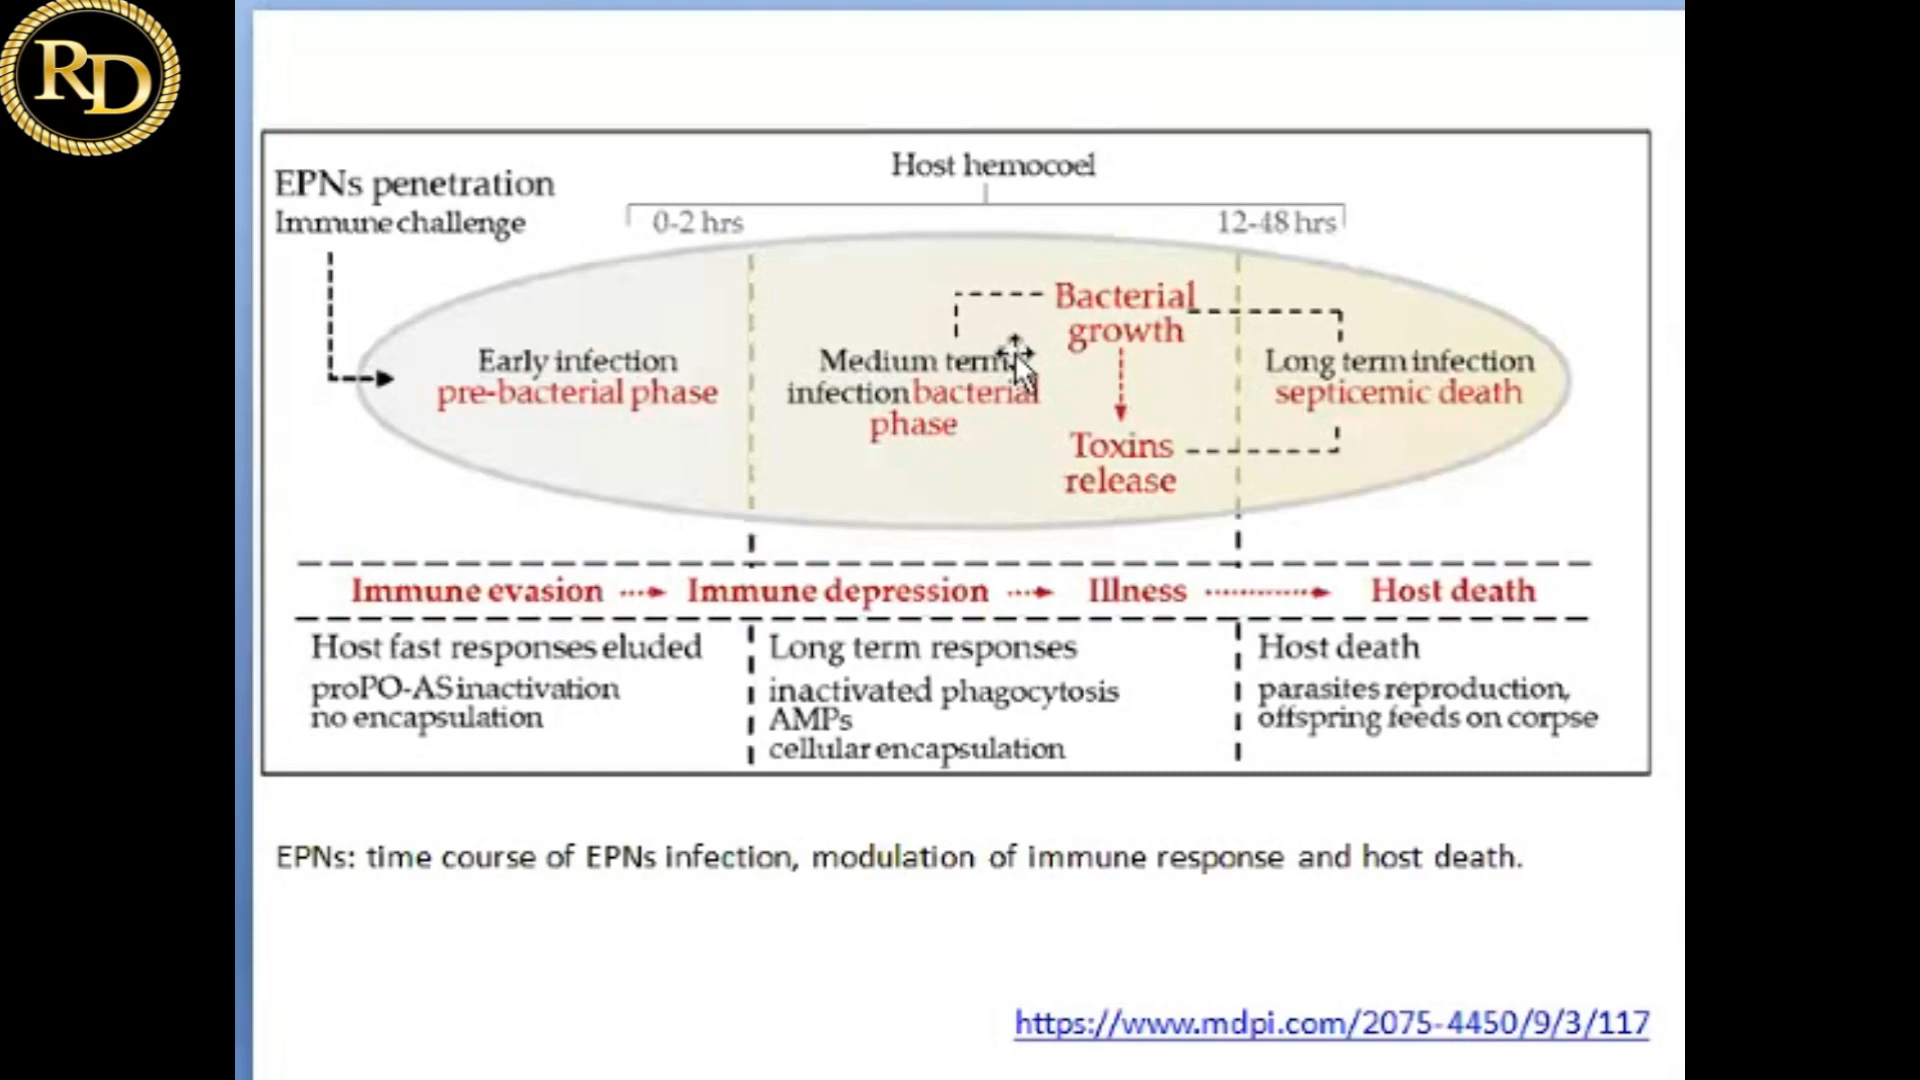 RD
EPNs penetration
Immune challenge
Host hemocoel
0-2 hrs
12-48 hrs
Early infection
pre-bacterial phase
Medium term
infection bacterial
phase
Bacterial
growth
Toxins
release
Long term infection
septicemic death
Immune evasion
Immune depression
Illness
Host death
Host fast responses eluded
proPO-AS inactivation
no encapsulation
Long term responses
inactivated phagocytosis
AMPs
cellular encapsulation
Host death
parasites reproduction,
offspring feeds on corpse
EPNs: time course of EPNs infection, modulation of immune response and host death.
https://www.mdpi.com/2075-4450/9/3/117